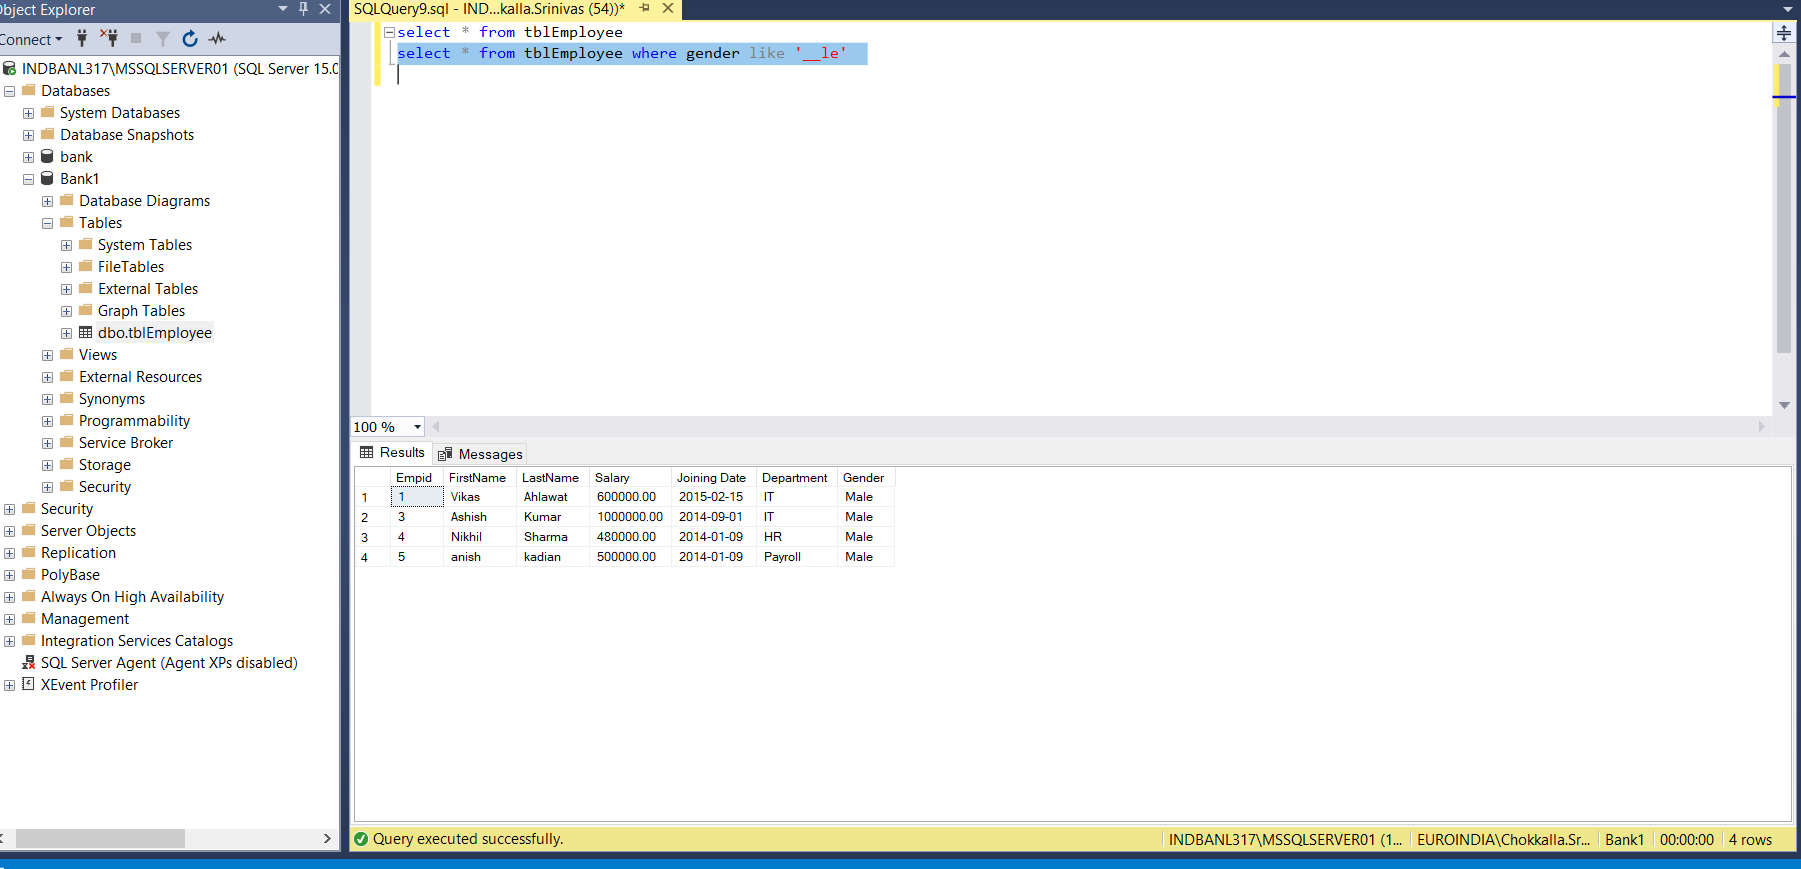 Object Explorer
Connect
INDBANL317\MSSQLSERVER01 (SQL Server 15.0
Databases
System Databases
Database Snapshots
bank
Bank1
Database Diagrams
Tables
System Tables
FileTables
External Tables
Graph Tables
dbo.tblEmployee
Views
External Resources
Synonyms
Programmability
Service Broker
Storage
Security
Security
Server Objects
Replication
PolyBase
Always On High Availability
Management
Integration Services Catalogs
SQL Server Agent (Agent XPs disabled)
XEvent Profiler
SQLQuery9.sql - IND...kalla.Srinivas (54))*
select * from tblEmployee
select * from tblEmployee where gender like '__le'
100 %
Results Messages
Empid FirstName LastName Salary Joining Date Department Gender
1 1 Vikas Ahlawat 600000.00 2015-02-15 IT Male
2 3 Ashish Kumar 1000000.00 2014-09-01 IT Male
3 4 Nikhil Sharma 480000.00 2014-01-09 HR Male
4 5 anish kadian 500000.00 2014-01-09 Payroll Male
Query executed successfully. INDBANL317\MSSQLSERVER01 (1... EUROINDIA\Chokkalla.Sr... Bank1 00:00:00 4 rows